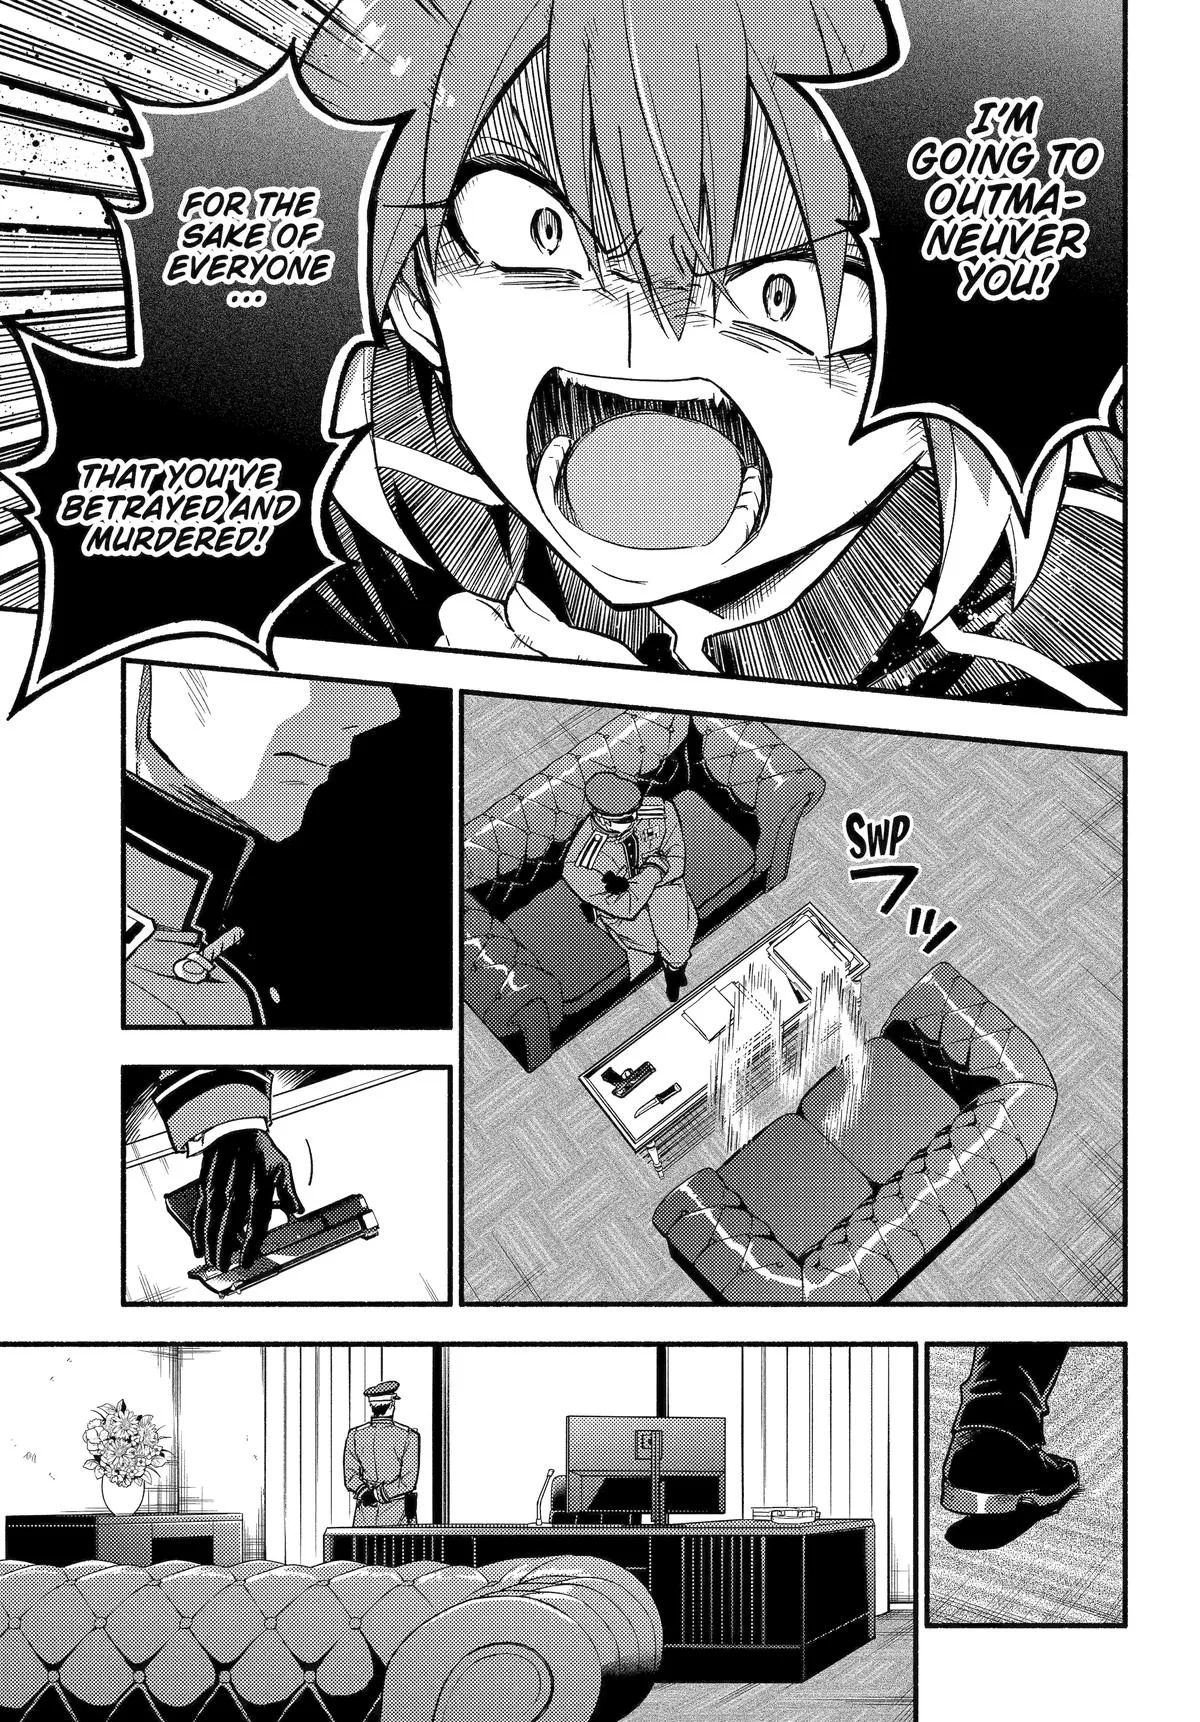 I'M
GOING TO
OUTMA-
NEUVER
YOU!
FOR THE
SAKE OF
EVERYONE
...
THAT YOU'VE
BETRAYED AND
MURDERED!
SWP
フッ